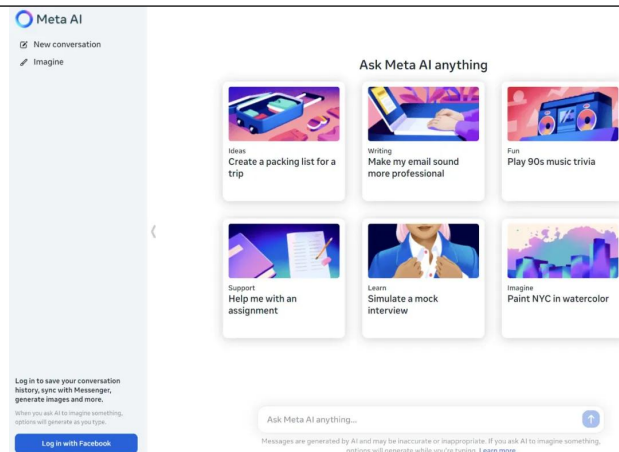 Meta AI
New conversation
Imagine
Ask Meta AI anything
Ideas
Create a packing list for a
trip
Writing
Make my email sound
more professional
Fun
Play 90s music trivia
Support
Help me with an
assignment
Learn
Simulate a mock
interview
Imagine
Paint NYC in watercolor
Log in to save your conversation
history, sync with Messenger,
generate images and more.
When you ask AI to imagine something,
options will generate as you type.
Log in with Facebook
Ask Meta AI anything...
Messages are generated by AI and may be inaccurate or inappropriate. If you ask AI to imagine something,
options will generate while you're typing. Learn more